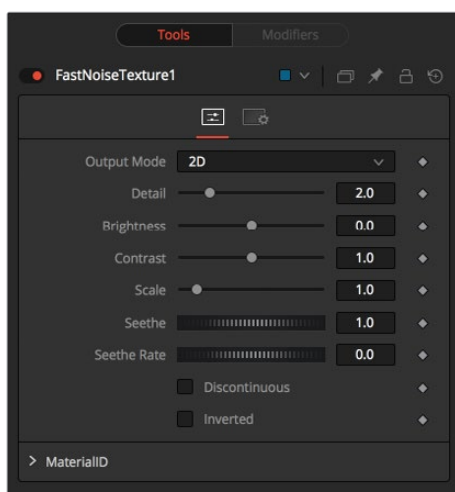 Tools Modifiers
FastNoiseTexture1
Output Mode 2D
Detail 2.0
Brightness 0.0
Contrast 1.0
Scale 1.0
Seethe 1.0
Seethe Rate 0.0
Discontinuous
Inverted
MaterialID